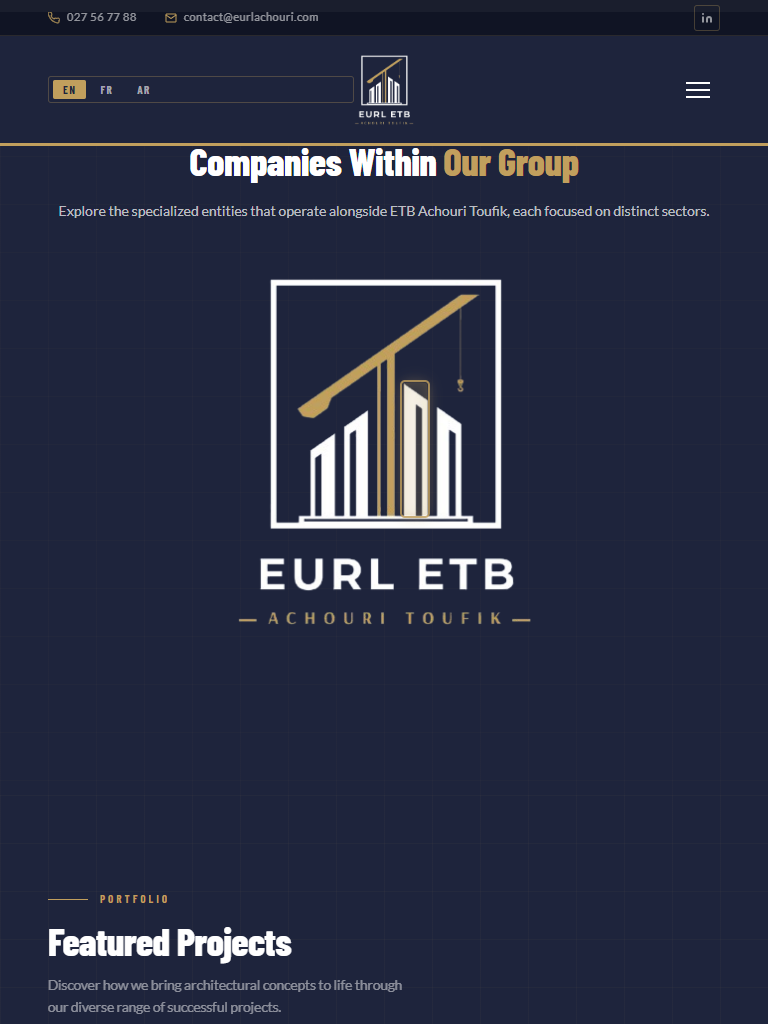 027 56 77 88
contact@eurlachouri.com
in
EN FR AR
EURL ETB
ACHOURI TOUFIK
Companies Within Our Group
Explore the specialized entities that operate alongside ETB Achouri Toufik, each focused on distinct sectors.
EURL ETB
ACHOURI TOUFIK
PORTFOLIO
Featured Projects
Discover how we bring architectural concepts to life through
our diverse range of successful projects.